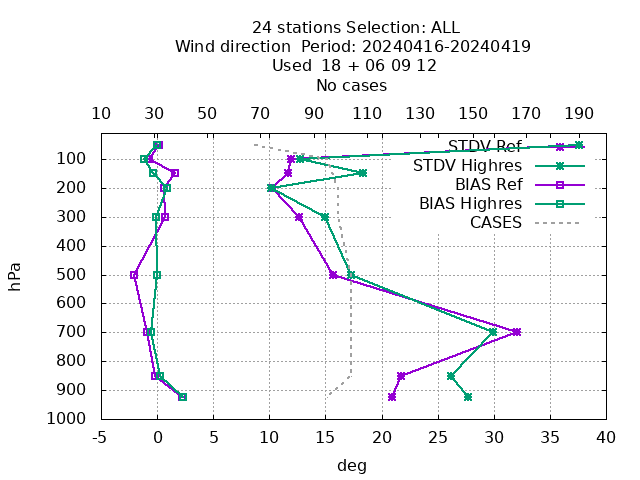 24 stations Selection: ALL
Wind direction  Period: 20240416-20240419
Used  18 + 06 09 12
No cases
10 30 50 70 90 110 130 150 170 190
STDV Ref
STDV Highres
BIAS Ref
BIAS Highres
CASES
hPa
100
200
300
400
500
600
700
800
900
1000
-5 0 5 10 15 20 25 30 35 40
deg